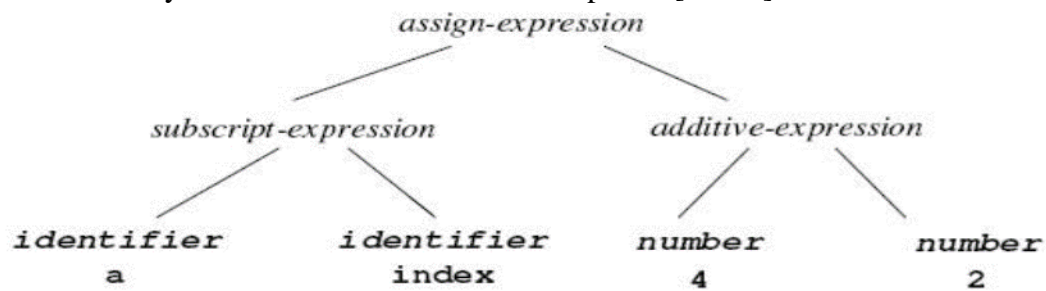 assign-expression
subscript-expression additive-expression
identifier identifier number number
a index 4 2